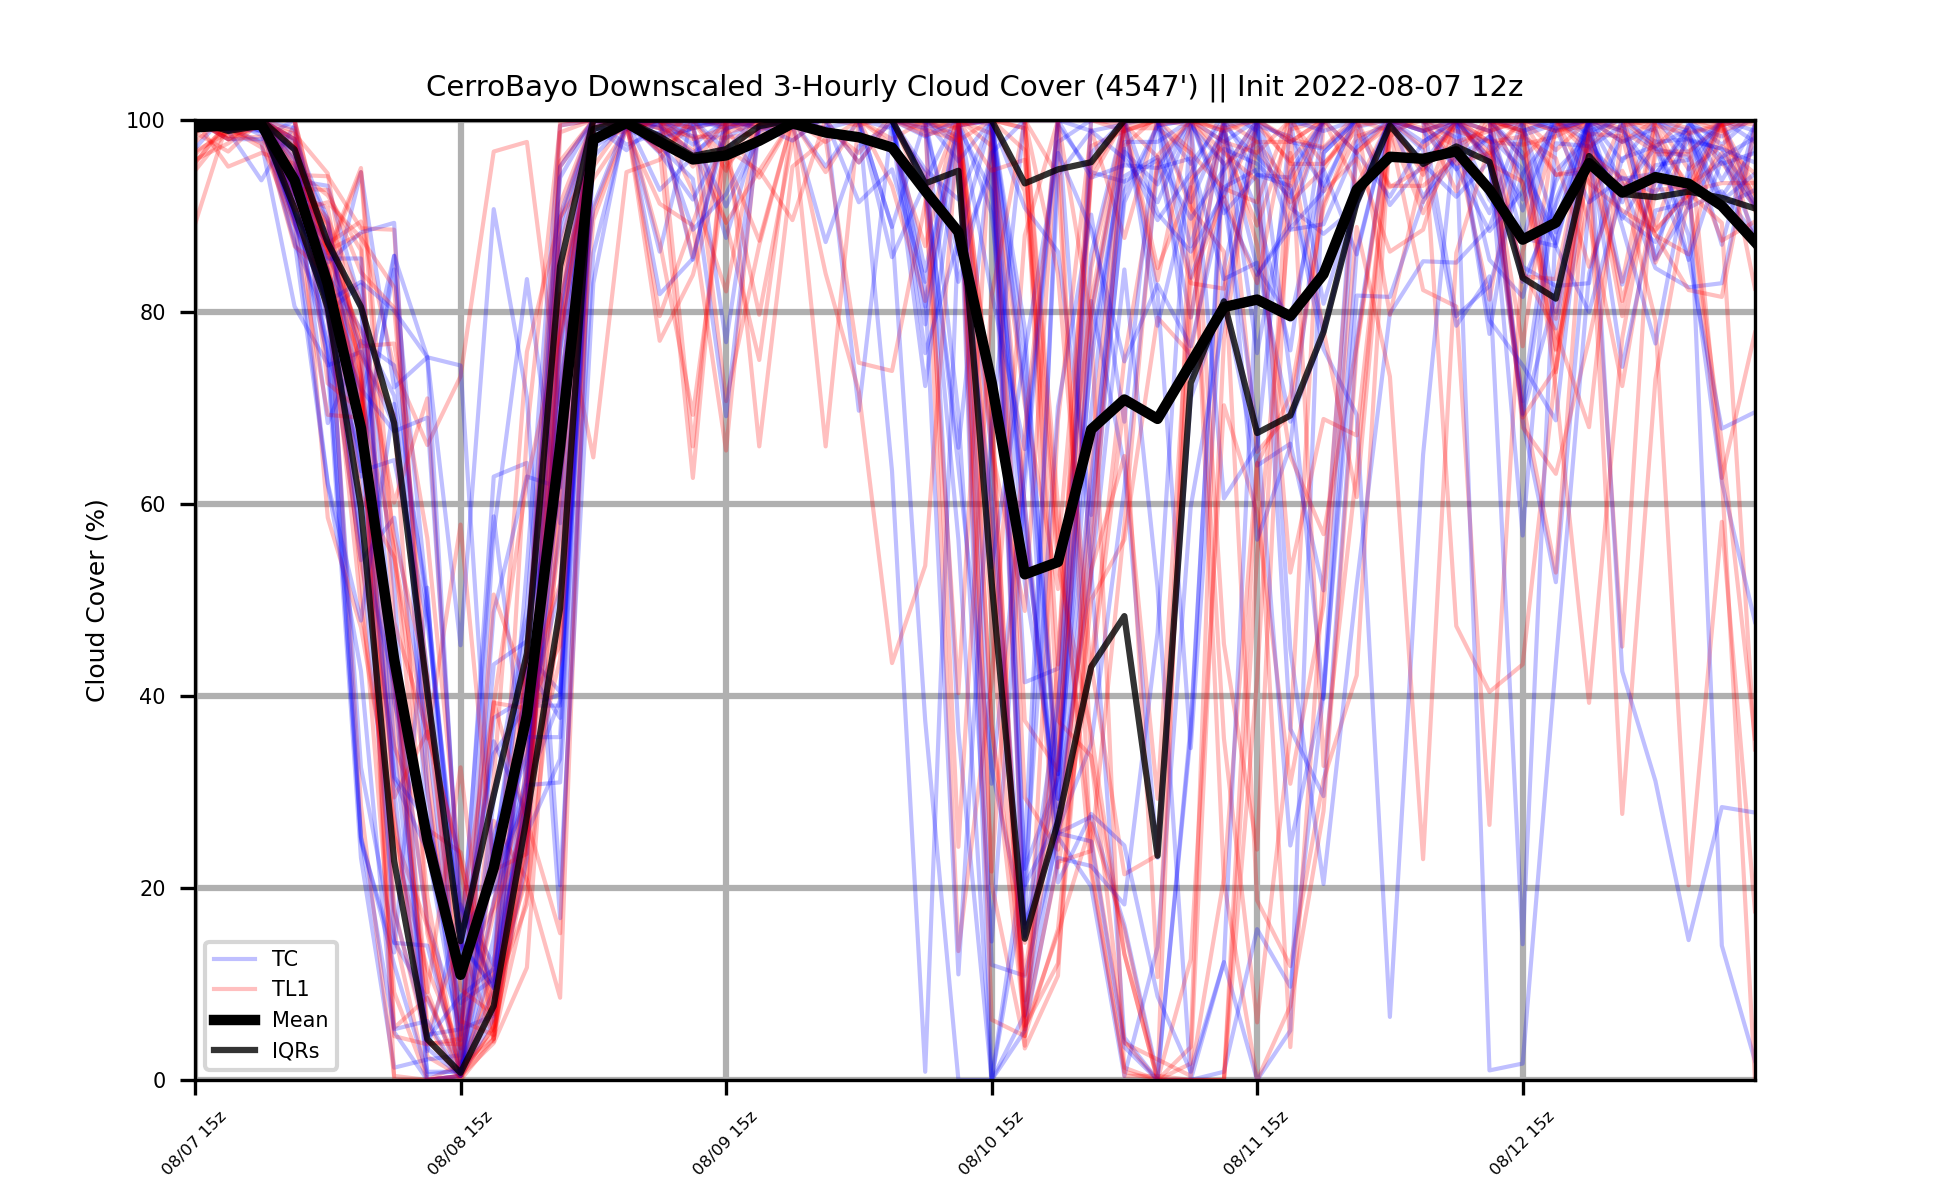 CerroBayo Downscaled 3-Hourly Cloud Cover (4547') || Init 2022-08-07 12z
Cloud Cover (%)
100
80
60
40
20
0
TC
TL1
Mean
IQRs
08/07 15z
08/08 15z
08/09 15z
08/10 15z
08/11 15z
08/12 15z